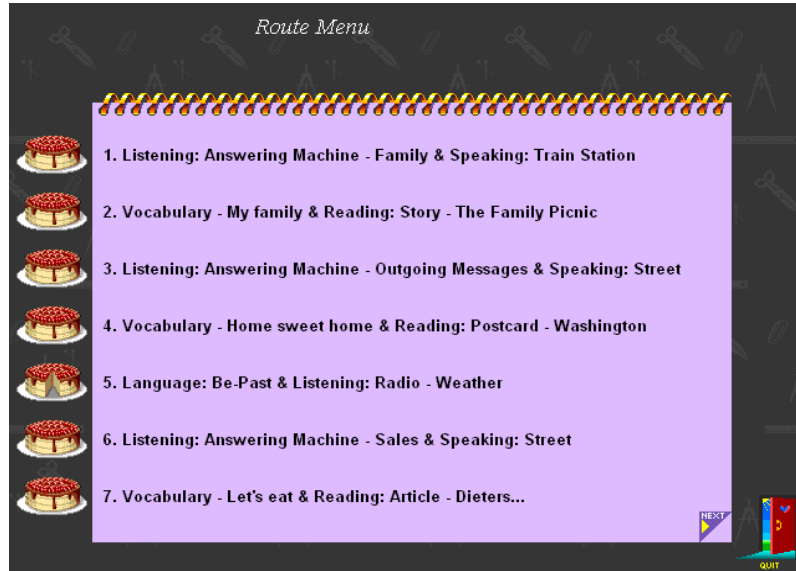 Route Menu
1. Listening: Answering Machine - Family & Speaking: Train Station
2. Vocabulary - My family & Reading: Story - The Family Picnic
3. Listening: Answering Machine - Outgoing Messages & Speaking: Street
4. Vocabulary - Home sweet home & Reading: Postcard - Washington
5. Language: Be-Past & Listening: Radio - Weather
6. Listening: Answering Machine - Sales & Speaking: Street
7. Vocabulary - Let's eat & Reading: Article - Dieters...
NEXT
QUIT